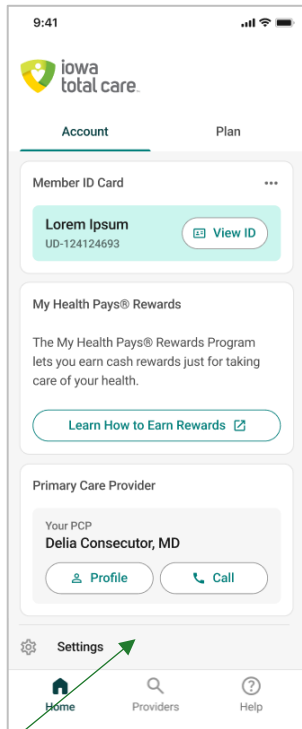 9:41
iowa
total care™
Account Plan
Member ID Card
Lorem Ipsum
UD-124124693
View ID
My Health Pays® Rewards
The My Health Pays® Rewards Program
lets you earn cash rewards just for taking
care of your health.
Learn How to Earn Rewards
Primary Care Provider
Your PCP
Delia Consecutor, MD
Profile Call
Settings
Home Providers Help